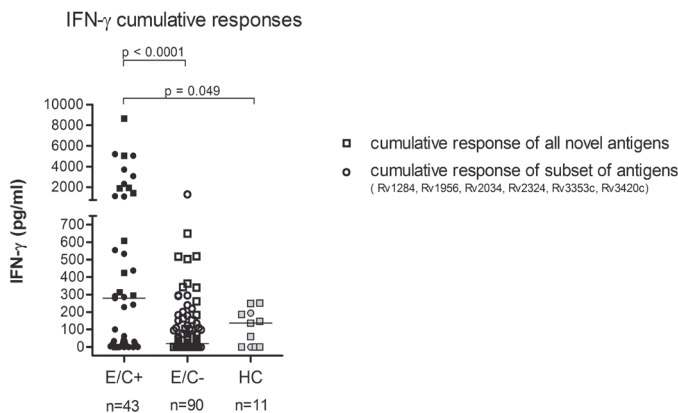 IFN-γ cumulative responses
p < 0.0001
p = 0.049
IFN-γ (pg/ml)
10000
8000
6000
4000
2000
700
600
500
400
300
200
100
0
E/C+
E/C-
HC
n=43
n=90
n=11
cumulative response of all novel antigens
cumulative response of subset of antigens
( Rv1284, Rv1956, Rv2034, Rv2324, Rv3353c, Rv3420c)